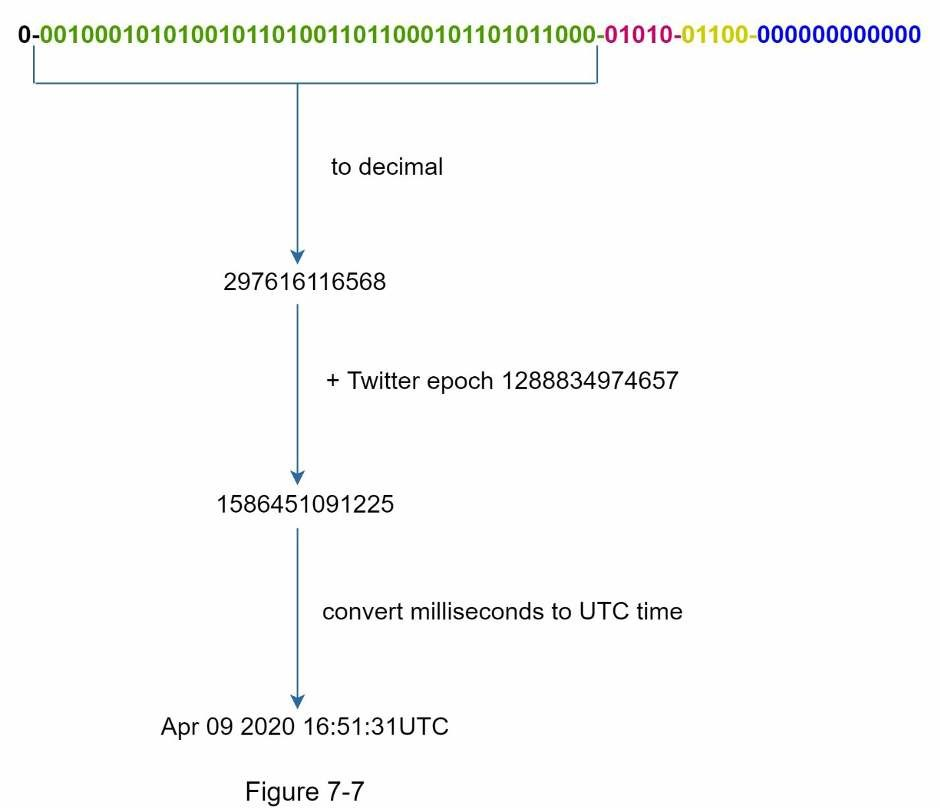 0-00100010101001011010011011000101101011000-01010-01100-000000000000
to decimal
297616116568
+ Twitter epoch 1288834974657
1586451091225
convert milliseconds to UTC time
Apr 09 2020 16:51:31UTC
Figure 7-7